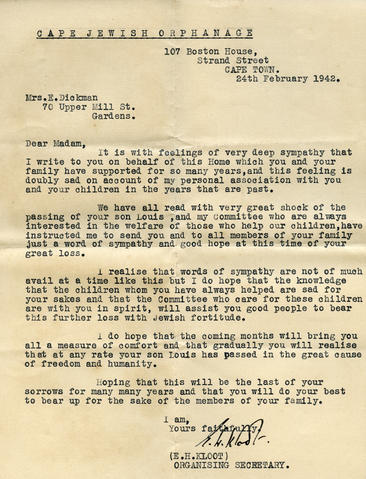 CAPE JEWISH ORPHANAGE
107 Boston House,
Strand Street
CAPE TOWN.
24th February 1942.
Mrs.E.Dickman
70 Upper Mill St.
Gardens.
Dear Madam,
It is with feelings of very deep sympathy that
I write to you on behalf of this Home which you and your
family have supported for so many years,and this feeling is
doubly sad on account of my personal association with you
and your children in the years that are past.
We have all read with very great shock of the
passing of your son Louis ,and my Committee who are always
interested in the welfare of those who help our children,have
instructed me to send you and to all members of your family
just a word of sympathy and good hope at this time of your
great loss.
I realise that words of sympathy are not of much
avail at a time like this but I do hope that the knowledge
that the children whom you have always helped are sad for
your sakes and that the Committee who care for these children
are with you in spirit, will assist you good people to bear
this further loss with Jewish fortitude.
I do hope that the coming months will bring you
all a measure of comfort and that gradually you will realise
that at any rate your son Louis has passed in the great cause
of freedom and humanity.
Hoping that this will be the last of your
sorrows for many many years and that you will do your best
to bear up for the sake of the members of your family.
I am,
Yours faithfully,
E. H. Kloot.
(E.H.KLOOT)
ORGANISING SECRETARY.